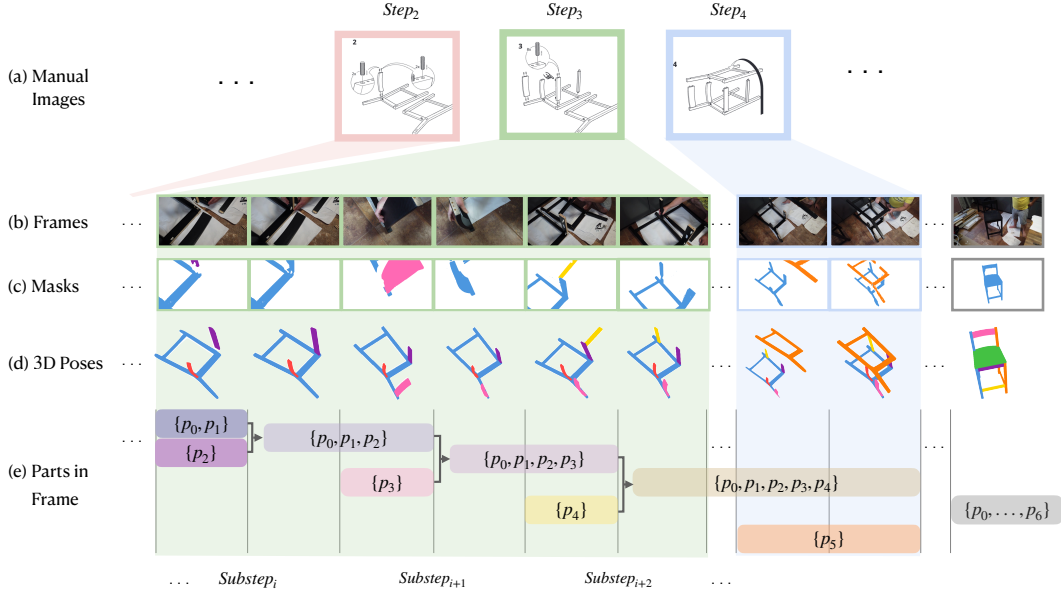 Step₂ Step₃ Step₄
2
3
4
(a) Manual
Images
. . . . . .
(b) Frames
. . . . . . . . .
(c) Masks
. . . . . . . . .
(d) 3D Poses
. . . . . . . . .
{p₀, p₁}
{p₂}
{p₀, p₁, p₂}
{p₃}
{p₀, p₁, p₂, p₃}
{p₄}
{p₀, p₁, p₂, p₃, p₄}
{p₅}
{p₀, . . . , p₆}
. . . . . . . . .
(e) Parts in
Frame
. . . Substepᵢ Substepᵢ₊₁ Substepᵢ₊₂ . . .